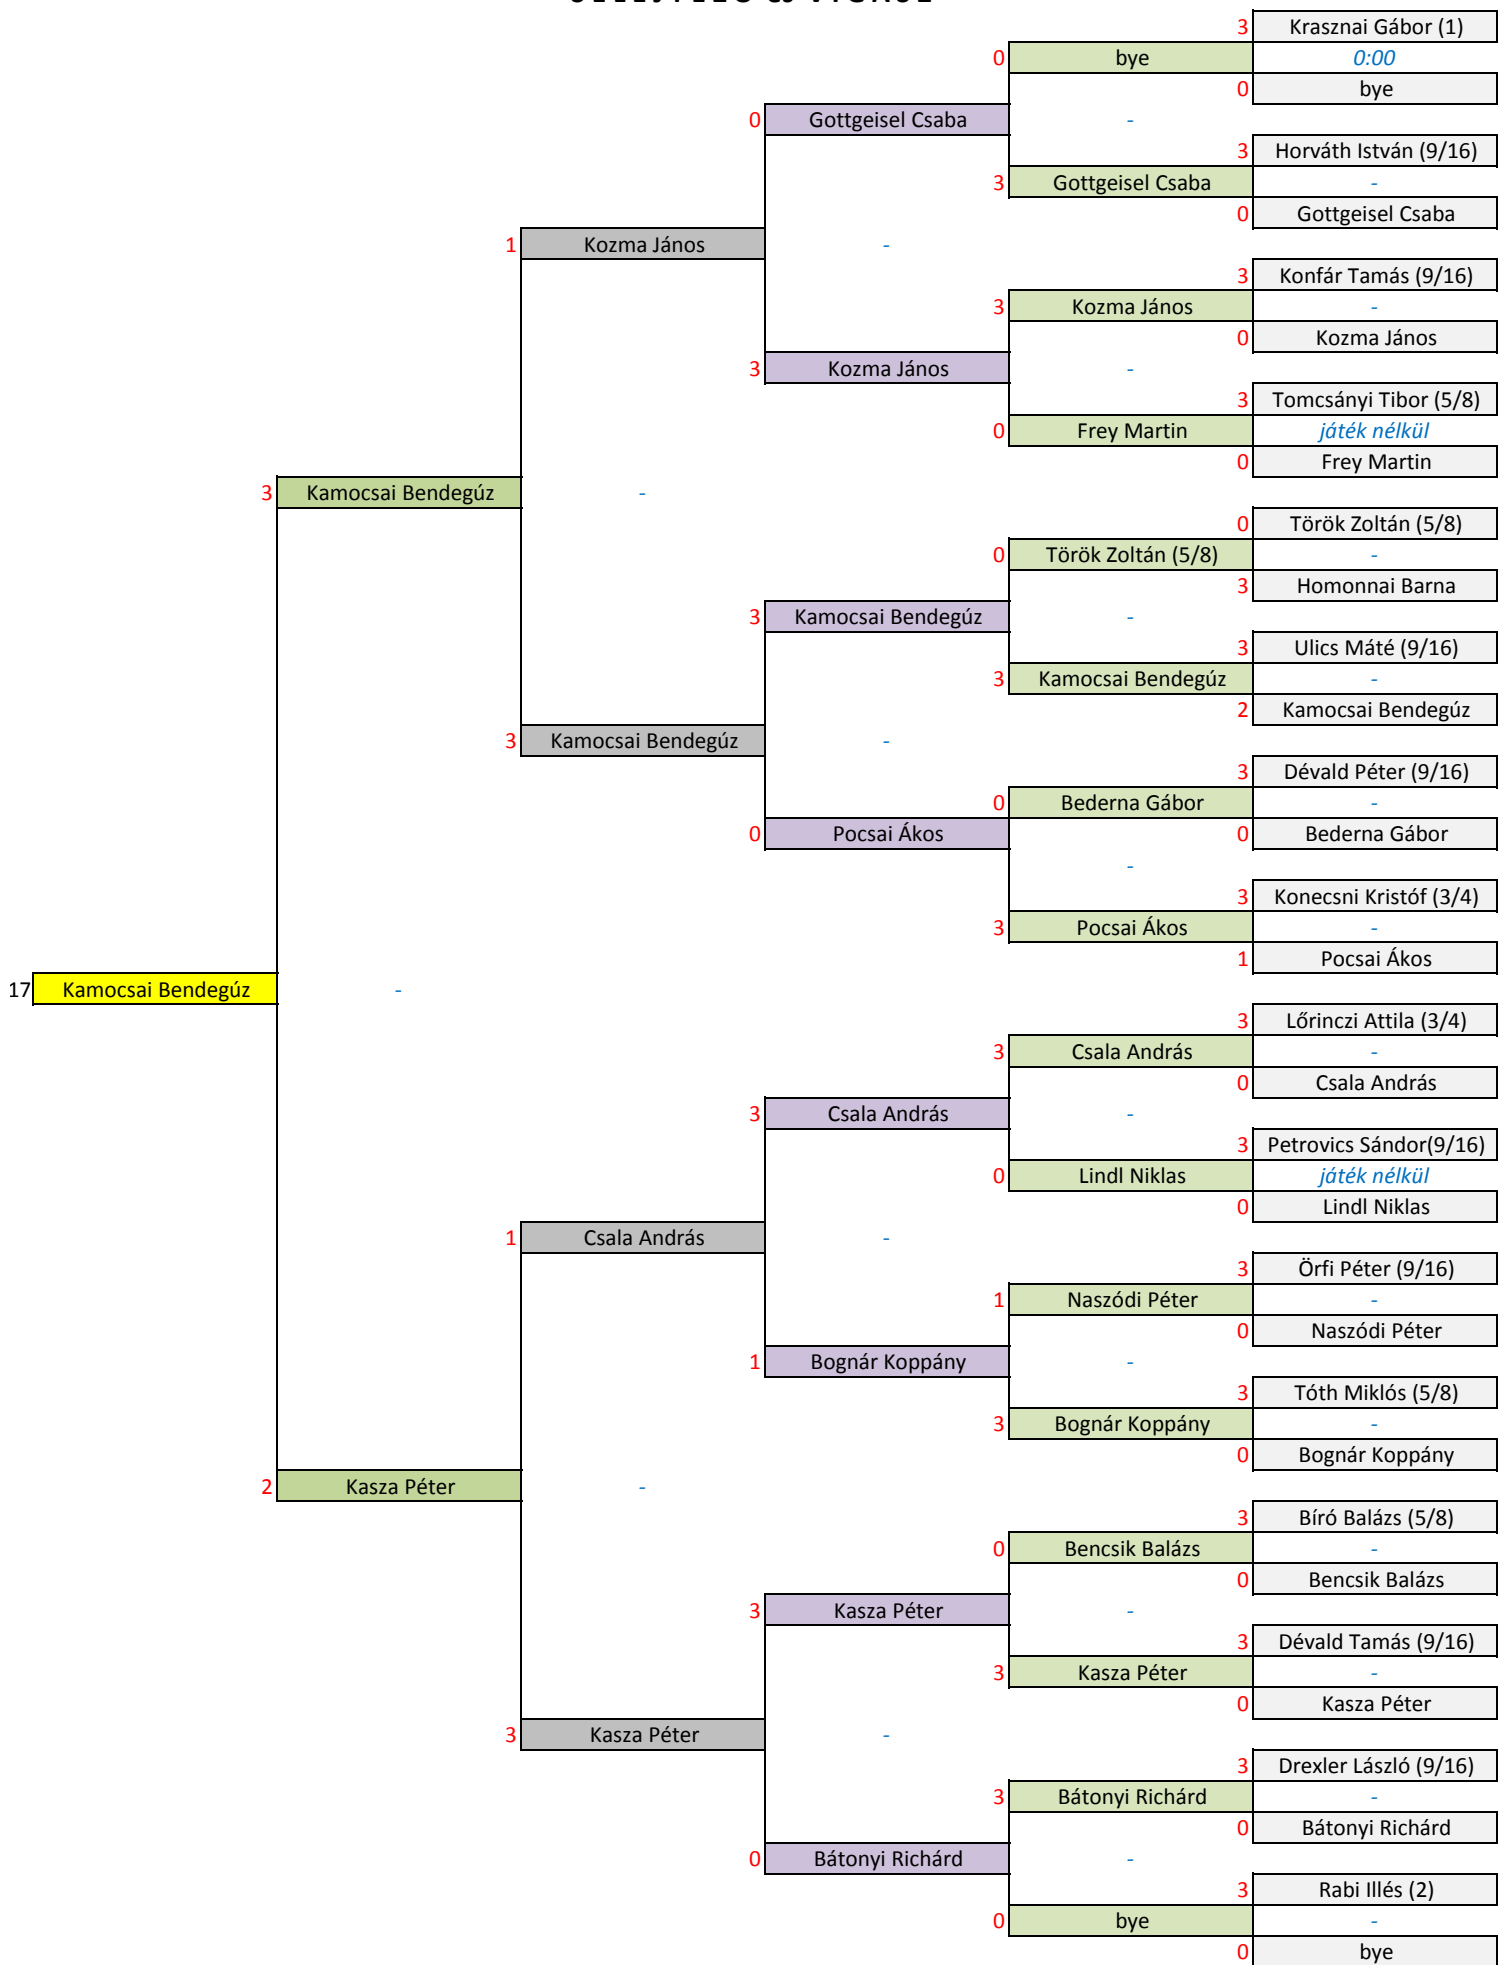 3 Krasznai Gábor (1)
0 bye 0:00
0 bye
0 Gottgeisel Csaba -
3 Horváth István (9/16)
3 Gottgeisel Csaba -
0 Gottgeisel Csaba
1 Kozma János -
3 Konfár Tamás (9/16)
3 Kozma János -
0 Kozma János
3 Kozma János -
3 Tomcsányi Tibor (5/8)
0 Frey Martin játék nélkül
0 Frey Martin
3 Kamocsai Bendegúz -
0 Török Zoltán (5/8)
0 Török Zoltán (5/8) -
3 Homonnai Barna
3 Kamocsai Bendegúz -
3 Ulics Máté (9/16)
3 Kamocsai Bendegúz -
2 Kamocsai Bendegúz
3 Kamocsai Bendegúz -
3 Dévald Péter (9/16)
0 Bederna Gábor -
0 Pocsai Ákos 0 Bederna Gábor
-
3 Konecsni Kristóf (3/4)
3 Pocsai Ákos -
1 Pocsai Ákos
17 Kamocsai Bendegúz -
3 Lőrinczi Attila (3/4)
3 Csala András -
0 Csala András
3 Csala András -
3 Petrovics Sándor(9/16)
0 Lindl Niklas játék nélkül
0 Lindl Niklas
1 Csala András -
3 Örfi Péter (9/16)
1 Naszódi Péter -
0 Naszódi Péter
1 Bognár Koppány -
3 Tóth Miklós (5/8)
3 Bognár Koppány -
0 Bognár Koppány
2 Kasza Péter -
3 Bíró Balázs (5/8)
0 Bencsik Balázs -
0 Bencsik Balázs
3 Kasza Péter -
3 Dévald Tamás (9/16)
3 Kasza Péter -
0 Kasza Péter
3 Kasza Péter -
3 Drexler László (9/16)
3 Bátonyi Richárd -
0 Bátonyi Richárd
0 Bátonyi Richárd -
3 Rabi Illés (2)
0 bye -
0 bye